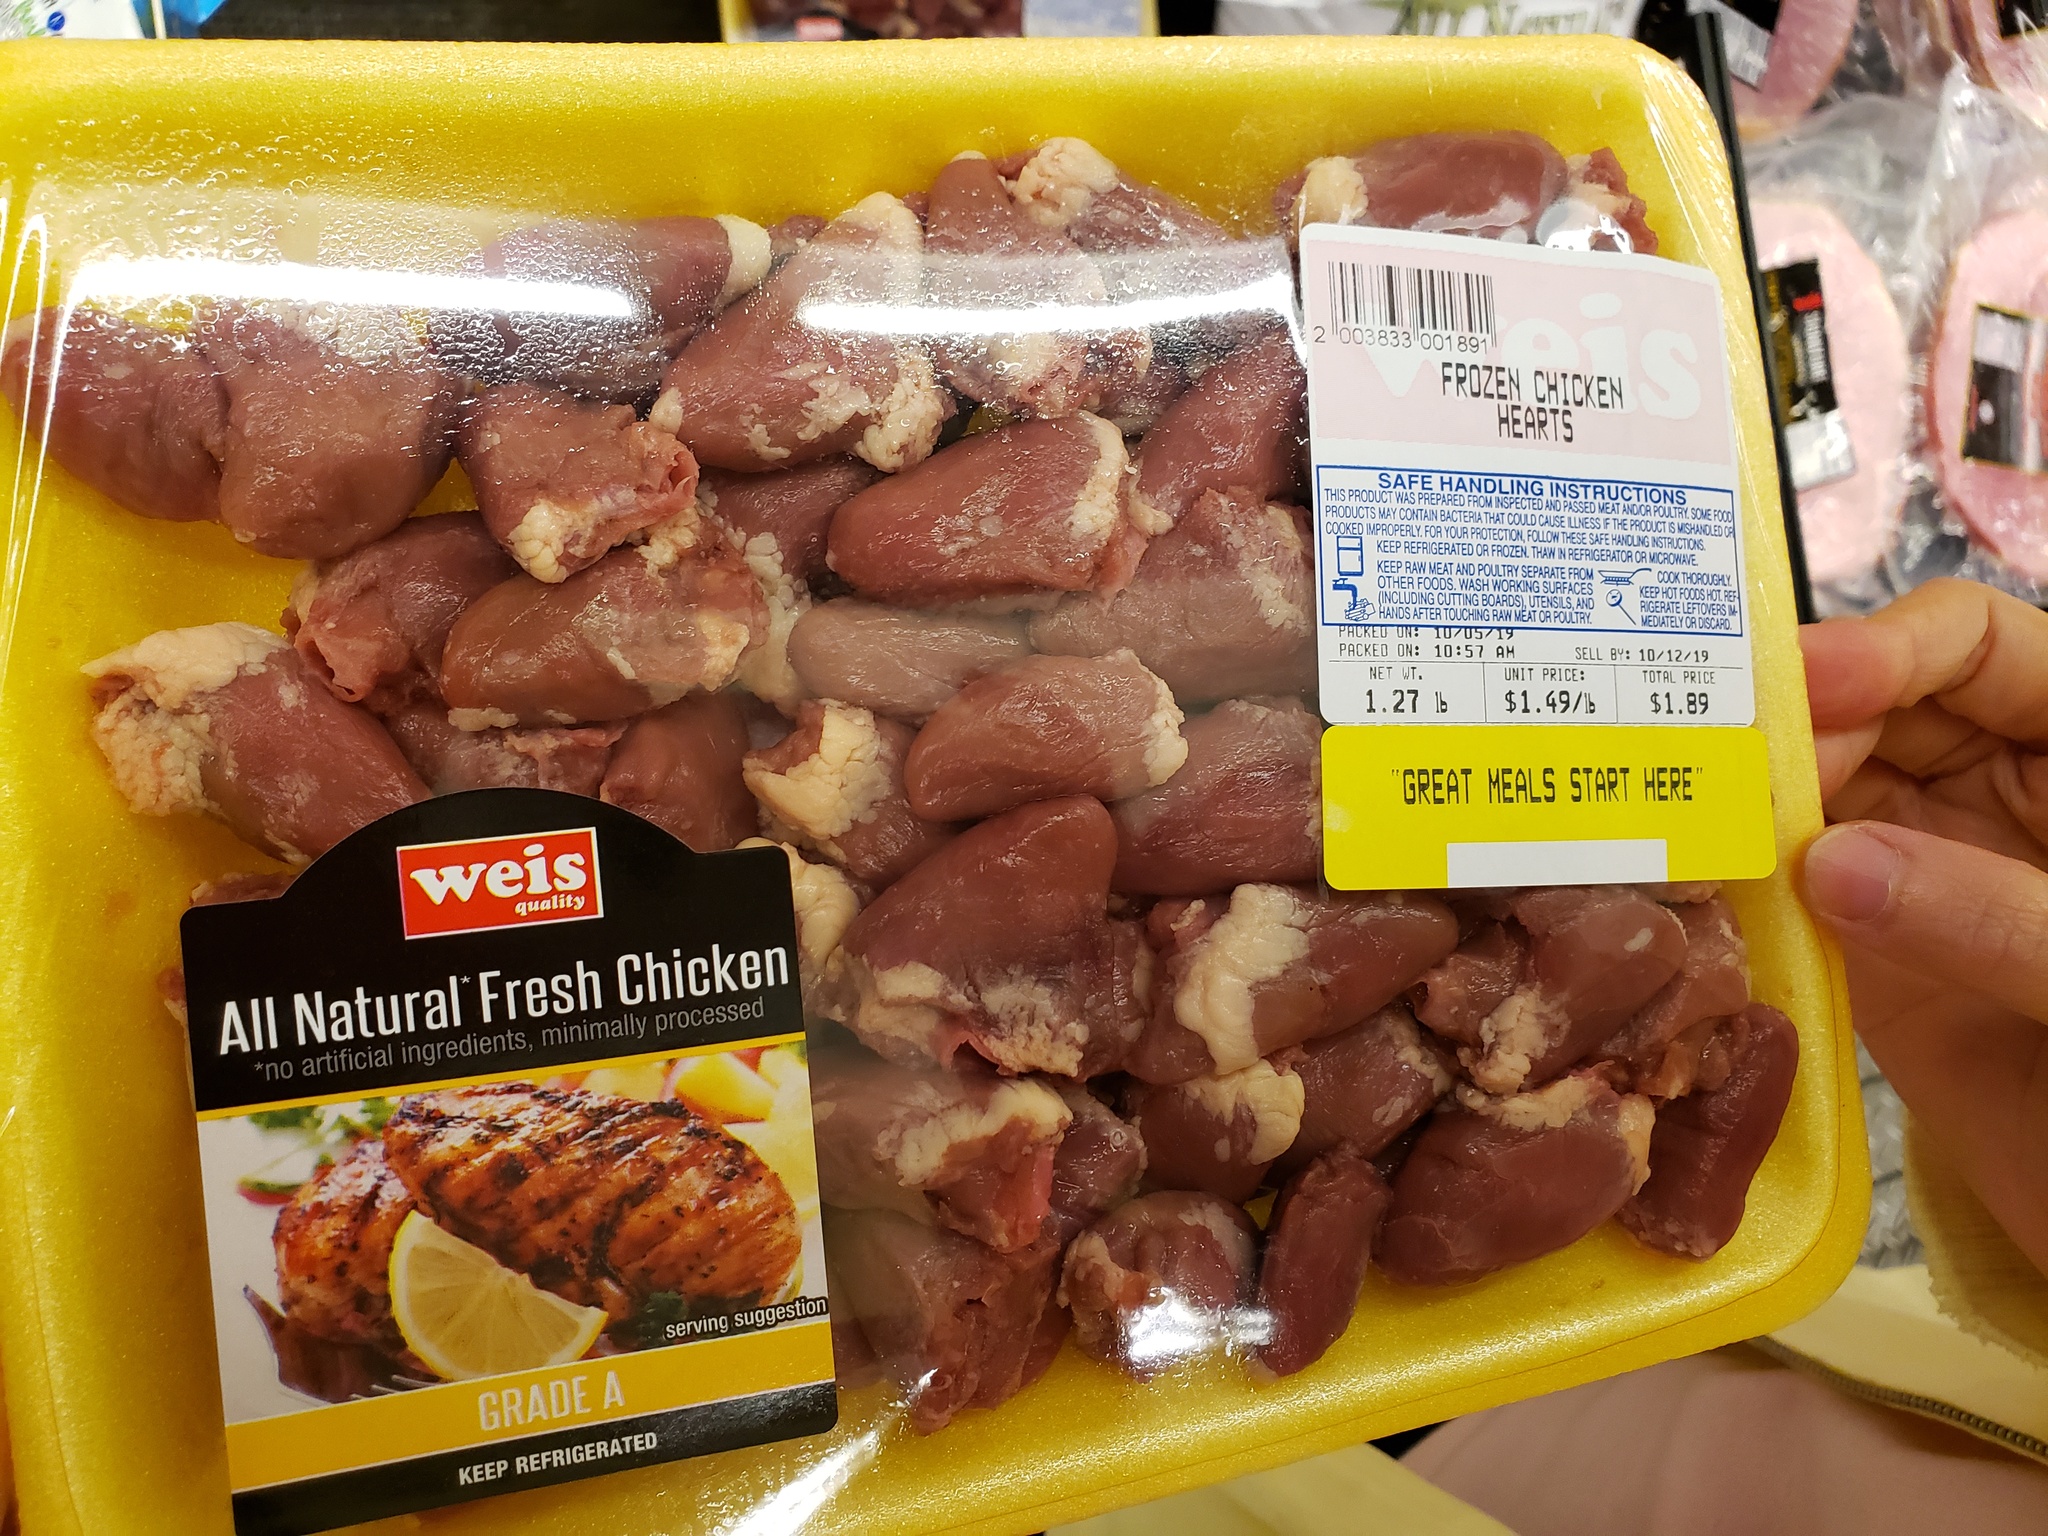 2 003833 001891
weis
FROZEN CHICKEN
HEARTS
SAFE HANDLING INSTRUCTIONS
THIS PRODUCT WAS PREPARED FROM INSPECTED AND PASSED MEAT AND/OR POULTRY. SOME FOOD
PRODUCTS MAY CONTAIN BACTERIA THAT COULD CAUSE ILLNESS IF THE PRODUCT IS MISHANDLED OR
COOKED IMPROPERLY. FOR YOUR PROTECTION, FOLLOW THESE SAFE HANDLING INSTRUCTIONS.
KEEP REFRIGERATED OR FROZEN. THAW IN REFRIGERATOR OR MICROWAVE.
KEEP RAW MEAT AND POULTRY SEPARATE FROM
OTHER FOODS. WASH WORKING SURFACES
(INCLUDING CUTTING BOARDS), UTENSILS, AND
HANDS AFTER TOUCHING RAW MEAT OR POULTRY.
COOK THOROUGHLY.
KEEP HOT FOODS HOT. REF-
RIGERATE LEFTOVERS IM-
MEDIATELY OR DISCARD.
PACKED ON: 10/05/19
PACKED ON: 10:57 AM SELL BY: 10/12/19
NET WT. UNIT PRICE: TOTAL PRICE
1.27 lb $1.49/lb $1.89
"GREAT MEALS START HERE"
weis
quality
All Natural* Fresh Chicken
*no artificial ingredients, minimally processed
serving suggestion
GRADE A
KEEP REFRIGERATED